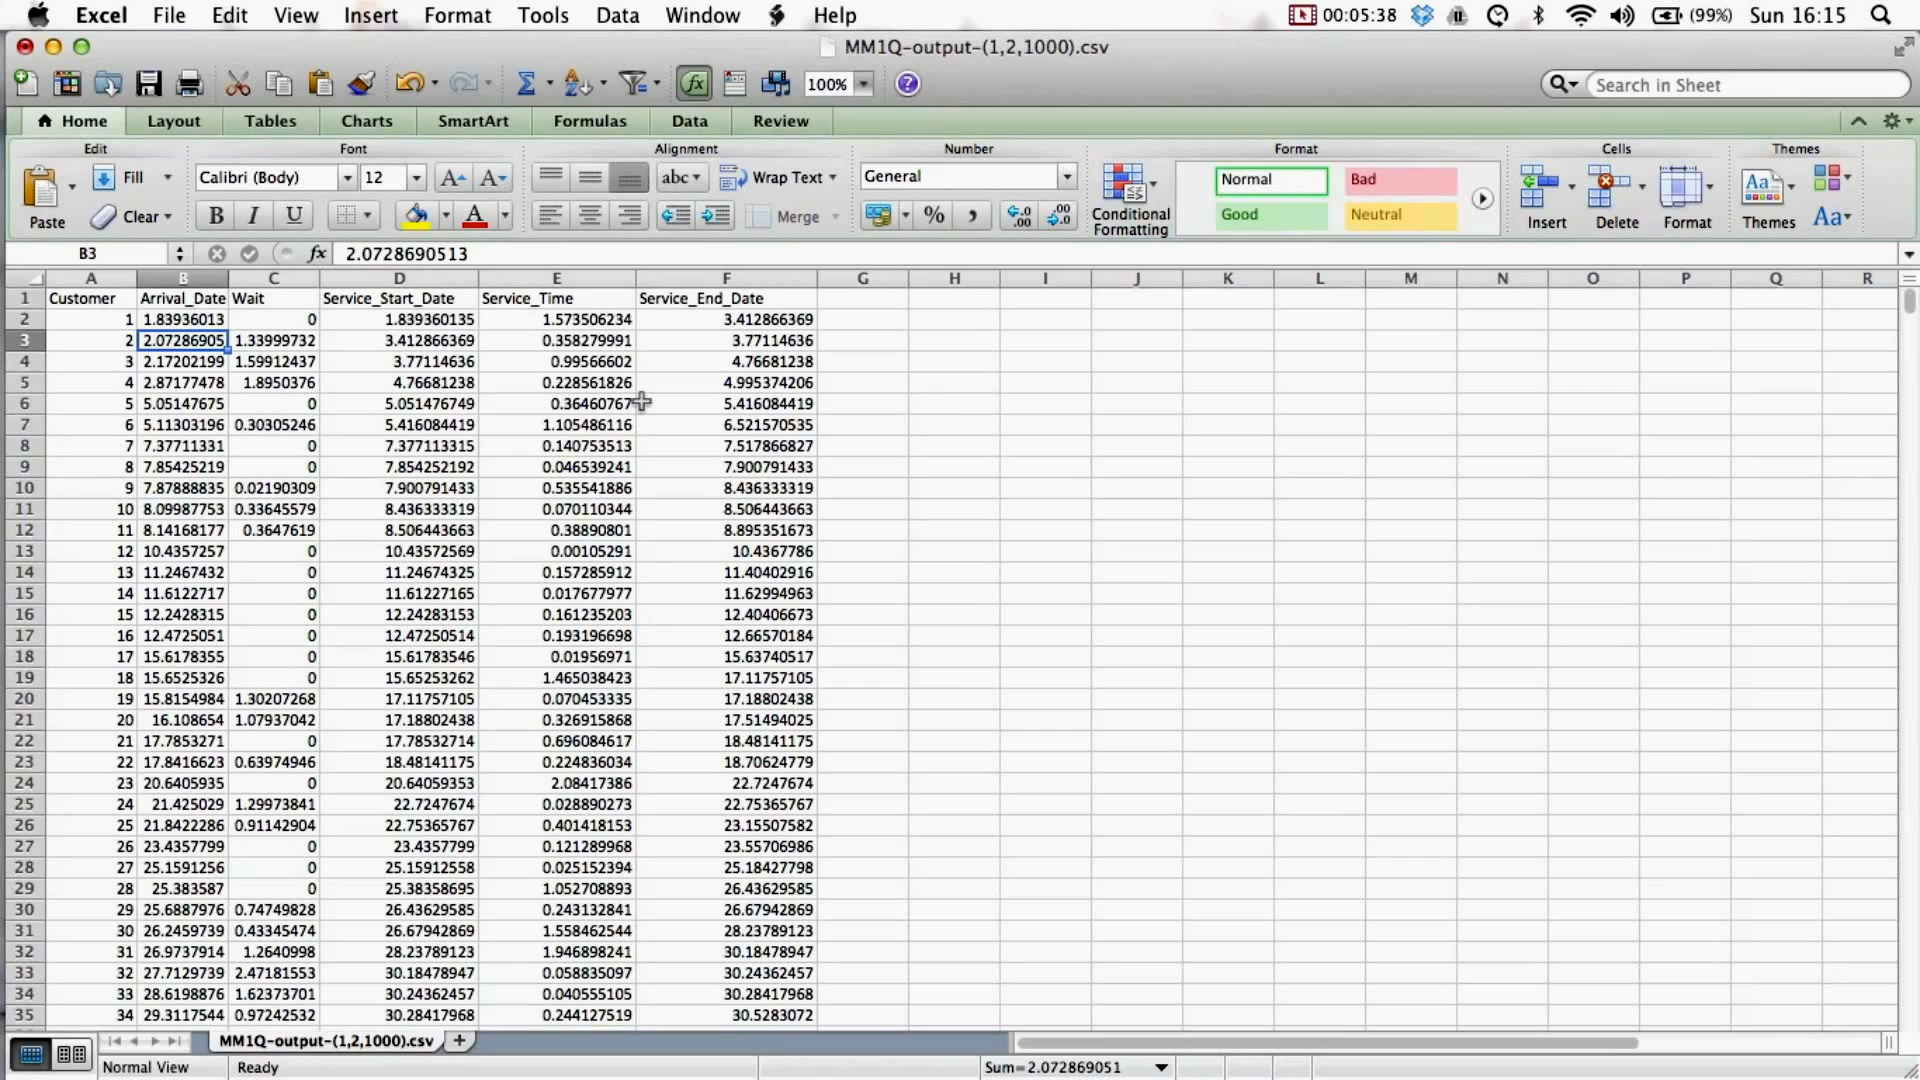 Excel File Edit View Insert Format Tools Data Window Help 00:05:38 (99%) Sun 16:15
MM1Q-output-(1,2,1000).csv
100% Search in Sheet
Home Layout Tables Charts SmartArt Formulas Data Review
Edit Font Alignment Number Format Cells Themes
Fill Calibri (Body) 12 A A abc Wrap Text General Normal Bad
Paste Clear B I U A Merge % , Conditional Formatting Good Neutral Insert Delete Format Themes Aa
B3 fx 2.0728690513
A B C D E F G H I J K L M N O P Q R
1 Customer Arrival_Date Wait Service_Start_Date Service_Time Service_End_Date
2 1 1.83936013 0 1.839360135 1.573506234 3.412866369
3 2 2.07286905 1.33999732 3.412866369 0.358279991 3.77114636
4 3 2.17202199 1.59912437 3.77114636 0.99566602 4.76681238
5 4 2.87177478 1.8950376 4.76681238 0.228561826 4.995374206
6 5 5.05147675 0 5.051476749 0.36460767 5.416084419
7 6 5.11303196 0.30305246 5.416084419 1.105486116 6.521570535
8 7 7.37711331 0 7.377113315 0.140753513 7.517866827
9 8 7.85425219 0 7.854252192 0.046539241 7.900791433
10 9 7.87888835 0.02190309 7.900791433 0.535541886 8.436333319
11 10 8.09987753 0.33645579 8.436333319 0.070110344 8.506443663
12 11 8.14168177 0.3647619 8.506443663 0.38890801 8.895351673
13 12 10.4357257 0 10.43572569 0.00105291 10.4367786
14 13 11.2467432 0 11.24674325 0.157285912 11.40402916
15 14 11.6122717 0 11.61227165 0.017677977 11.62994963
16 15 12.2428315 0 12.24283153 0.161235203 12.40406673
17 16 12.4725051 0 12.47250514 0.193196698 12.66570184
18 17 15.6178355 0 15.61783546 0.01956971 15.63740517
19 18 15.6525326 0 15.65253262 1.465038423 17.11757105
20 19 15.8154984 1.30207268 17.11757105 0.070453335 17.18802438
21 20 16.108654 1.07937042 17.18802438 0.326915868 17.51494025
22 21 17.7853271 0 17.78532714 0.696084617 18.48141175
23 22 17.8416623 0.63974946 18.48141175 0.224836034 18.70624779
24 23 20.6405935 0 20.64059353 2.08417386 22.7247674
25 24 21.425029 1.29973841 22.7247674 0.028890273 22.75365767
26 25 21.8422286 0.91142904 22.75365767 0.401418153 23.15507582
27 26 23.4357799 0 23.4357799 0.121289968 23.55706986
28 27 25.1591256 0 25.15912558 0.025152394 25.18427798
29 28 25.383587 0 25.38358695 1.052708893 26.43629585
30 29 25.6887976 0.74749828 26.43629585 0.243132841 26.67942869
31 30 26.2459739 0.43345474 26.67942869 1.558462544 28.23789123
32 31 26.9737914 1.2640998 28.23789123 1.946898241 30.18478947
33 32 27.7129739 2.47181553 30.18478947 0.058835097 30.24362457
34 33 28.6198876 1.62373701 30.24362457 0.040555105 30.28417968
35 34 29.3117544 0.97242532 30.28417968 0.244127519 30.5283072
MM1Q-output-(1,2,1000).csv
Normal View Ready Sum=2.072869051